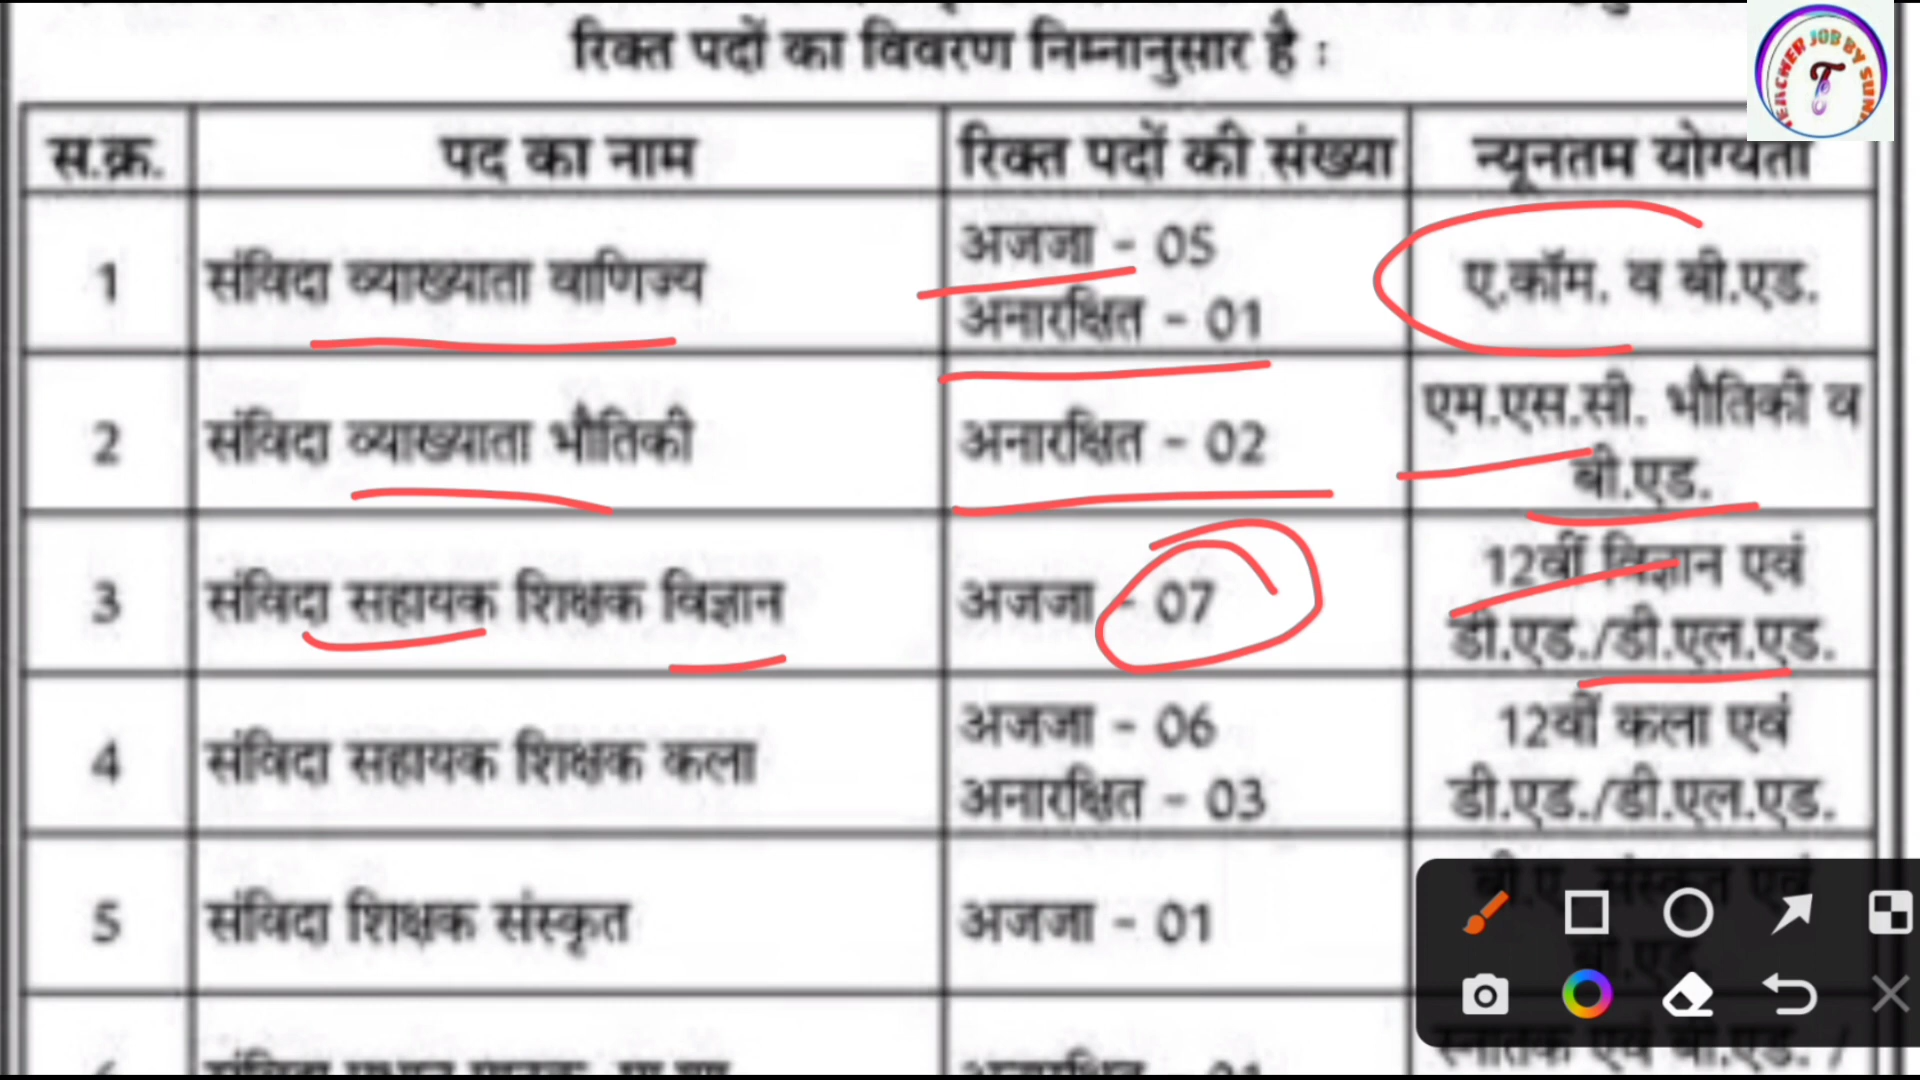 रिक्त पदों का विवरण निम्नानुसार है :
स.क्र. पद का नाम रिक्त पदों की संख्या न्यूनतम योग्यता
1 संविदा व्याख्याता वाणिज्य अजजा - 05
अनारक्षित - 01 ए.कॉम. व बी.एड.
2 संविदा व्याख्याता भौतिकी अनारक्षित - 02 एम.एस.सी. भौतिकी व
बी.एड.
3 संविदा सहायक शिक्षक विज्ञान अजजा - 07 12वीं विज्ञान एवं
डी.एड./डी.एल.एड.
4 संविदा सहायक शिक्षक कला अजजा - 06
अनारक्षित - 03 12वीं कला एवं
डी.एड./डी.एल.एड.
5 संविदा शिक्षक संस्कृत अजजा - 01 बी.ए. संस्कृत एवं
बी.एड.
TEACHER JOB BY